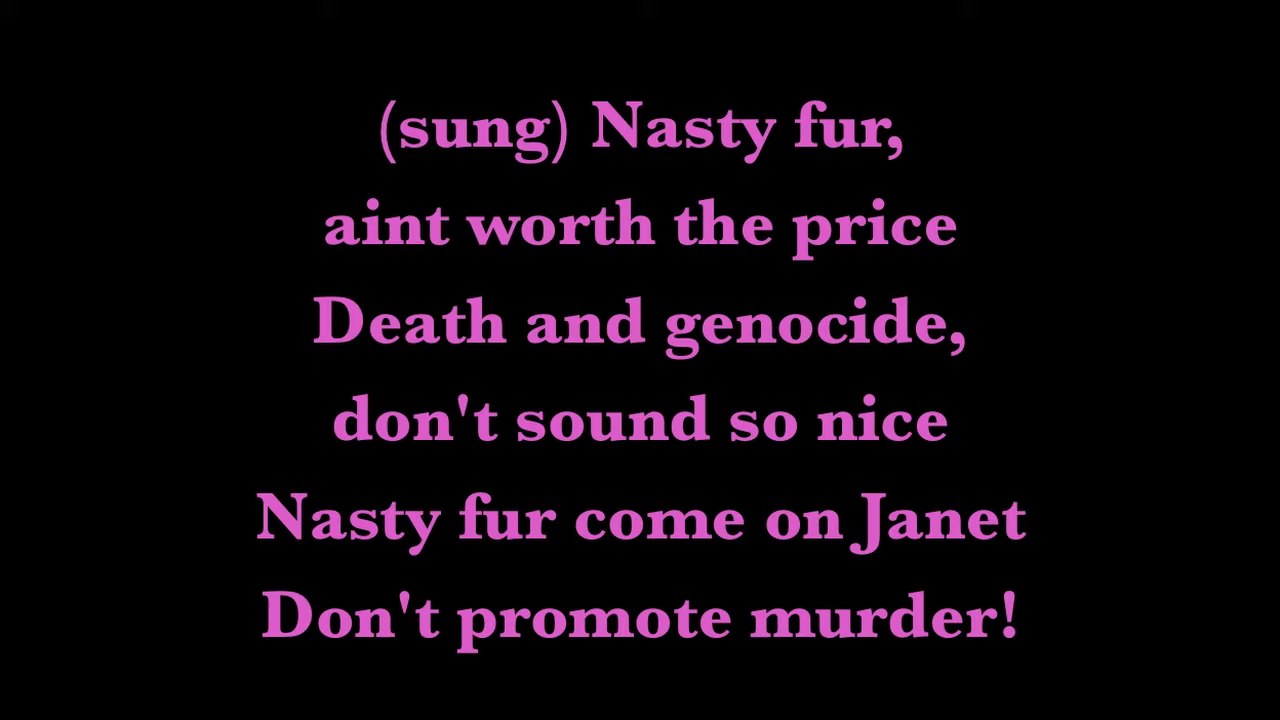 (sung) Nasty fur,
aint worth the price
Death and genocide,
don't sound so nice
Nasty fur come on Janet
Don't promote murder!